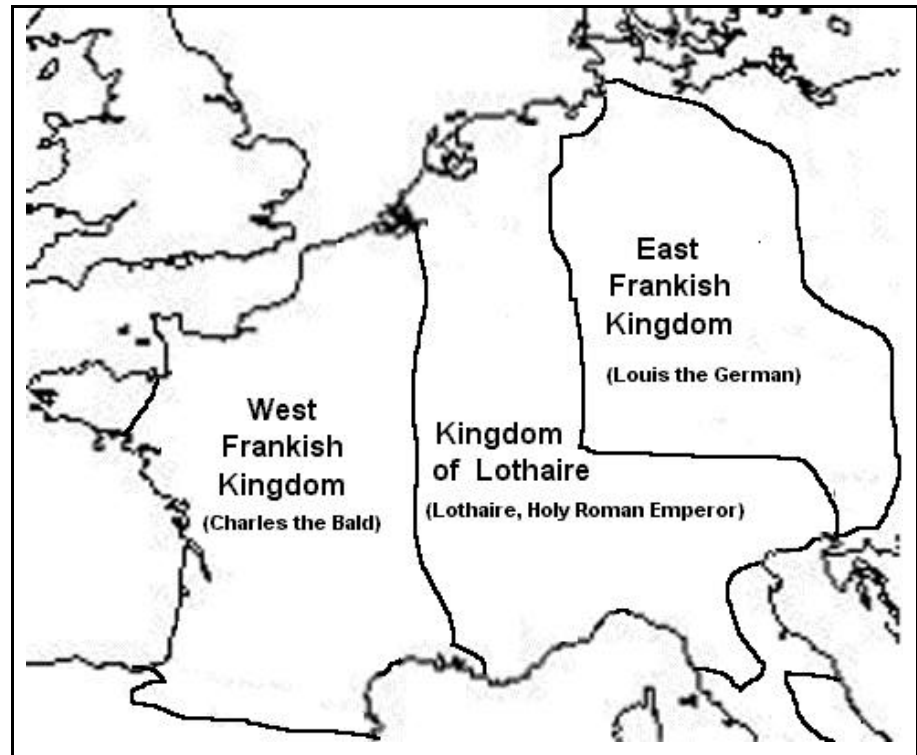 West
Frankish
Kingdom
(Charles the Bald)
Kingdom
of Lothaire
(Lothaire, Holy Roman Emperor)
East
Frankish
Kingdom
(Louis the German)